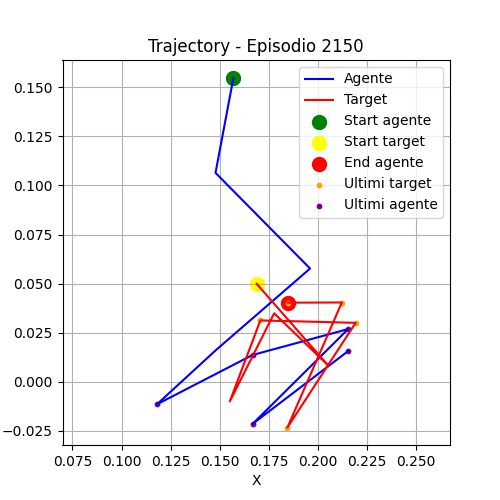 Trajectory - Episodio 2150
Agente
Target
Start agente
Start target
End agente
Ultimi target
Ultimi agente
0.150
0.125
0.100
0.075
0.050
0.025
0.000
−0.025
0.075 0.100 0.125 0.150 0.175 0.200 0.225 0.250
X